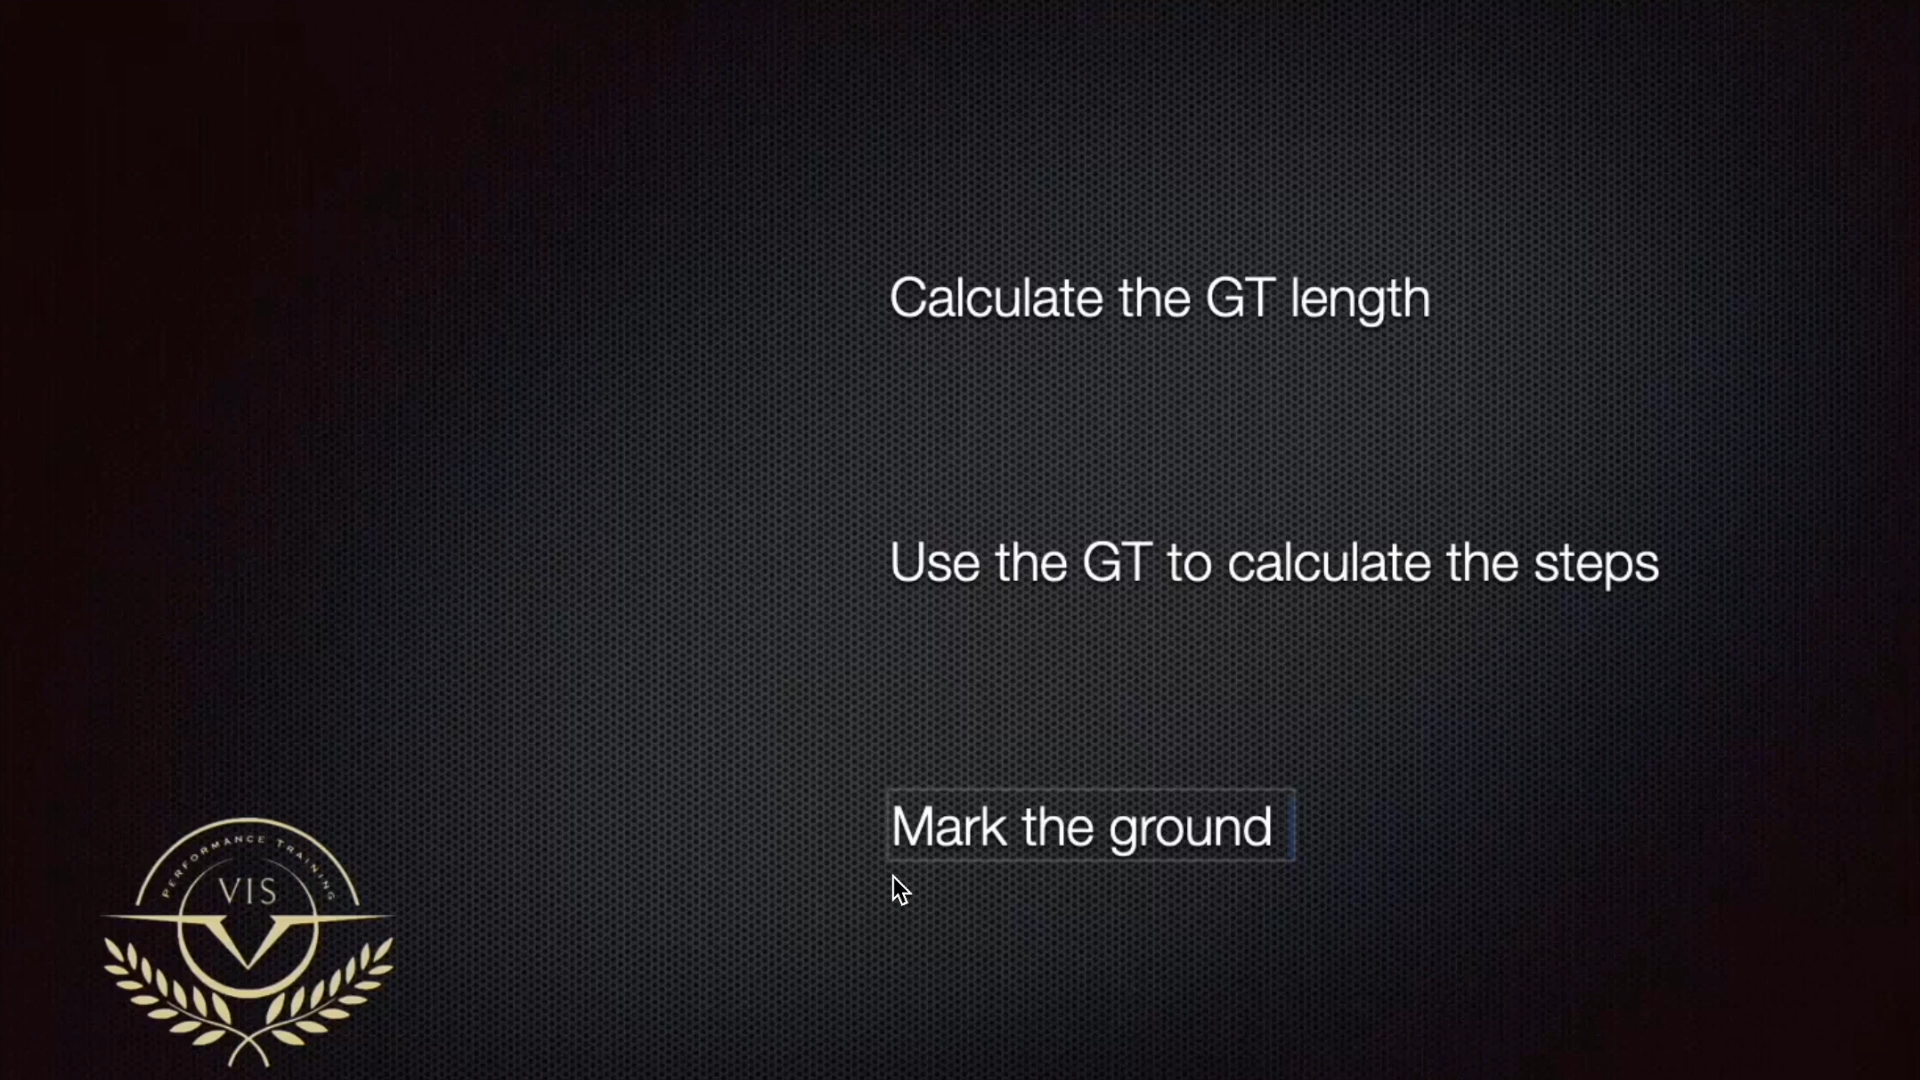 Calculate the GT length
Use the GT to calculate the steps
Mark the ground
PERFORMANCE TRAINING
VIS